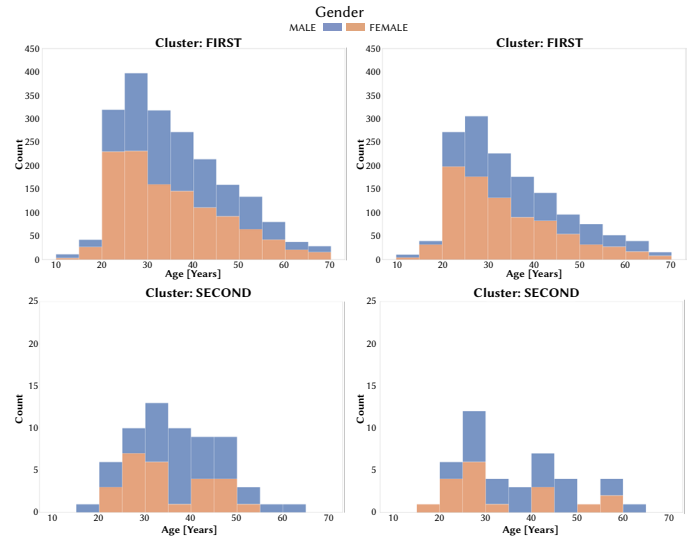 Gender
MALE FEMALE
Cluster: FIRST
450
400
350
300
250
200
150
100
50
0
Count
10 20 30 40 50 60 70
Age [Years]
Cluster: FIRST
450
400
350
300
250
200
150
100
50
0
Count
10 20 30 40 50 60 70
Age [Years]
Cluster: SECOND
25
20
15
10
5
0
Count
10 20 30 40 50 60 70
Age [Years]
Cluster: SECOND
25
20
15
10
5
0
Count
10 20 30 40 50 60 70
Age [Years]